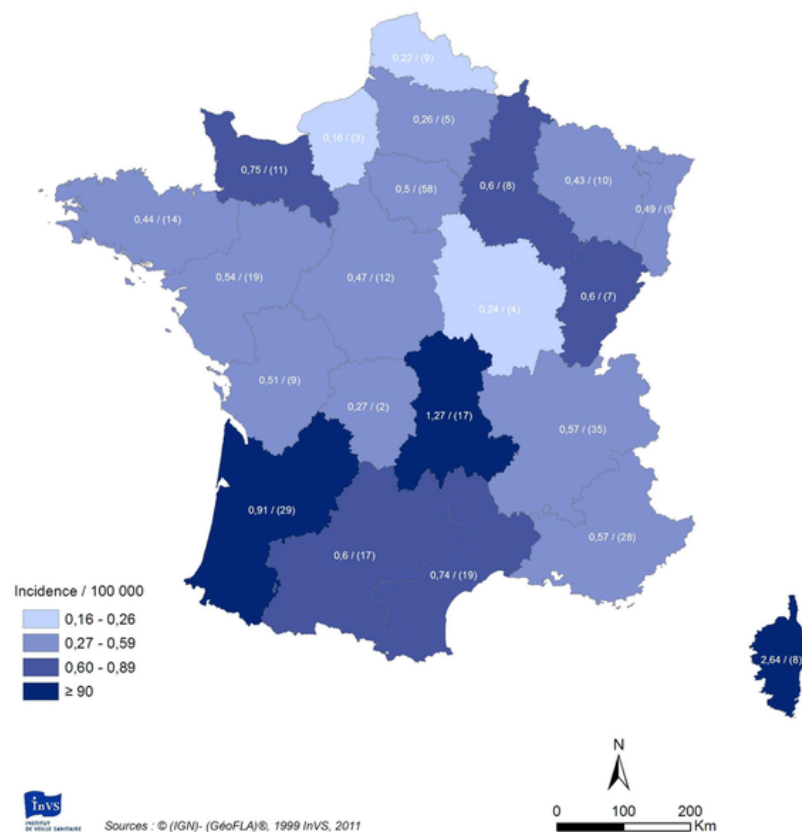 0,22 / (9)
0,26 / (5)
0,16 / (3)
0,75 / (11)
0,5 / (58)
0,6 / (8)
0,43 / (10)
0,49 / (9
0,44 / (14)
0,54 / (19)
0,47 / (12)
0,24 / (4)
0,6 / (7)
0,51 / (9)
0,27 / (2)
1,27 / (17)
0,57 / (35)
0,91 / (29)
0,6 / (17)
0,74 / (19)
0,57 / (28)
2,64 / (8)
Incidence / 100 000
0,16 - 0,26
0,27 - 0,59
0,60 - 0,89
≥ 90
N
0 100 200
Km
InVS
INSTITUT
DE VEILLE SANITAIRE
Sources : © (IGN)- (GéoFLA)®, 1999 InVS, 2011